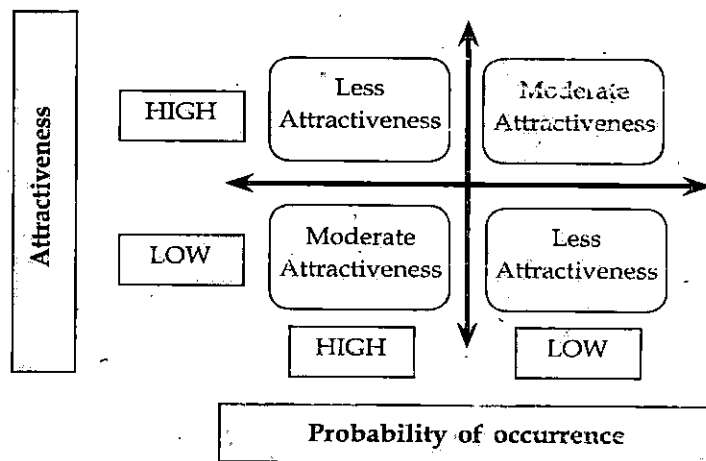 Attractiveness
HIGH
Less
Attractiveness
Moderate
Attractiveness
LOW
Moderate
Attractiveness
Less
Attractiveness
HIGH
LOW
Probability of occurrence